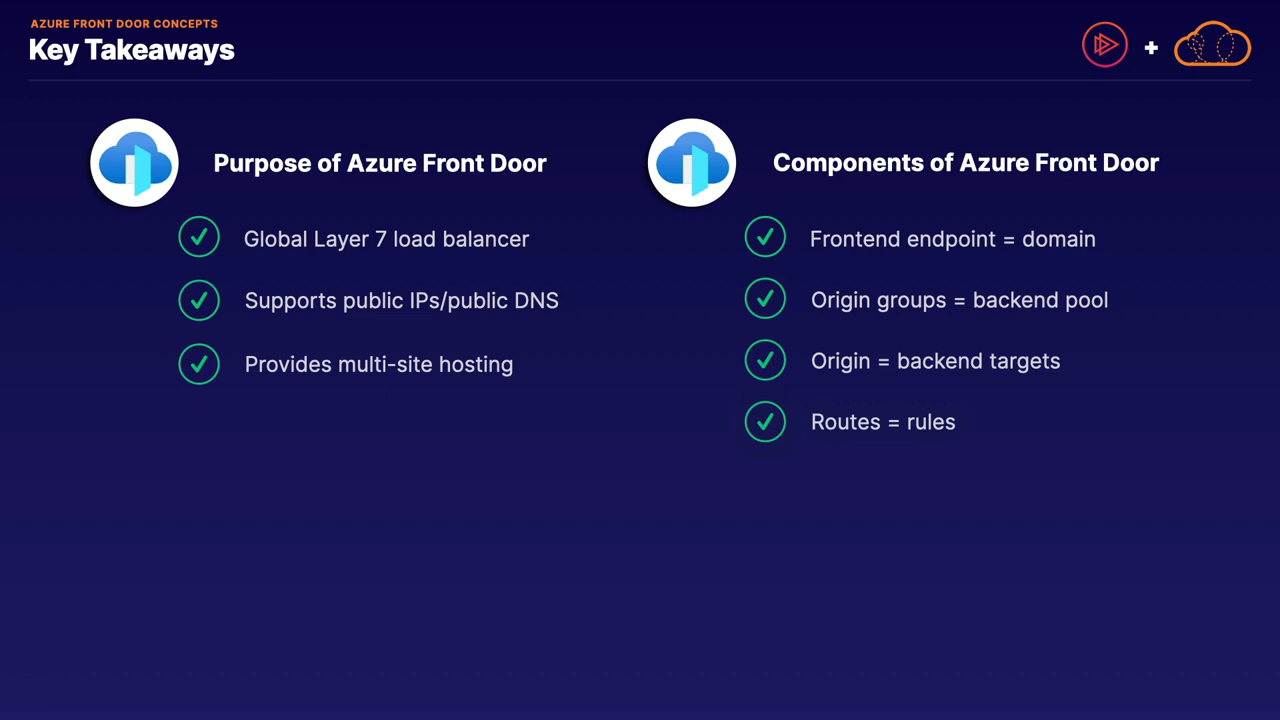 AZURE FRONT DOOR CONCEPTS
Key Takeaways
+
Purpose of Azure Front Door
Global Layer 7 load balancer
Supports public IPs/public DNS
Provides multi-site hosting
Components of Azure Front Door
Frontend endpoint = domain
Origin groups = backend pool
Origin = backend targets
Routes = rules